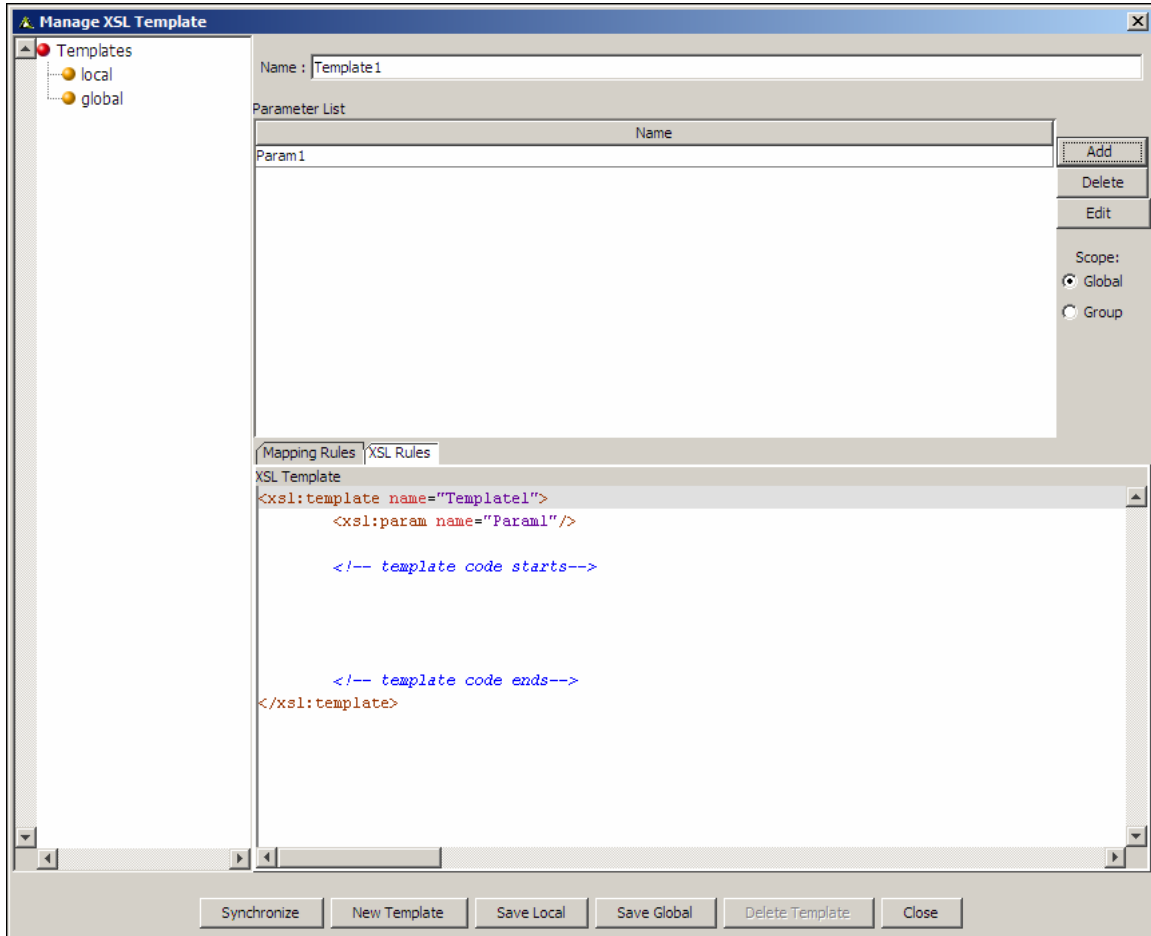 Manage XSL Template
Templates
local
global
Name : Template1
Parameter List
Name
Param1
Add
Delete
Edit
Scope:
Global
Group
Mapping Rules XSL Rules
XSL Template
<xsl:template name="Template1">
<xsl:param name="Param1"/>
<!-- template code starts-->
<!-- template code ends-->
</xsl:template>
Synchronize New Template Save Local Save Global Delete Template Close